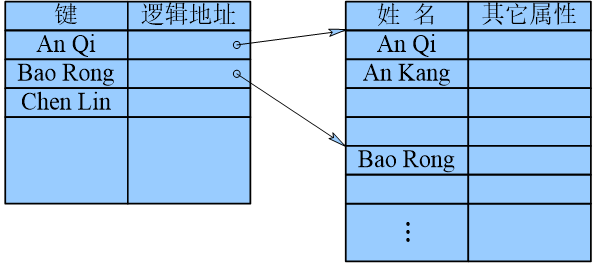 键 逻辑地址
An Qi
Bao Rong
Chen Lin
姓 名 其它属性
An Qi
An Kang
Bao Rong
⋮